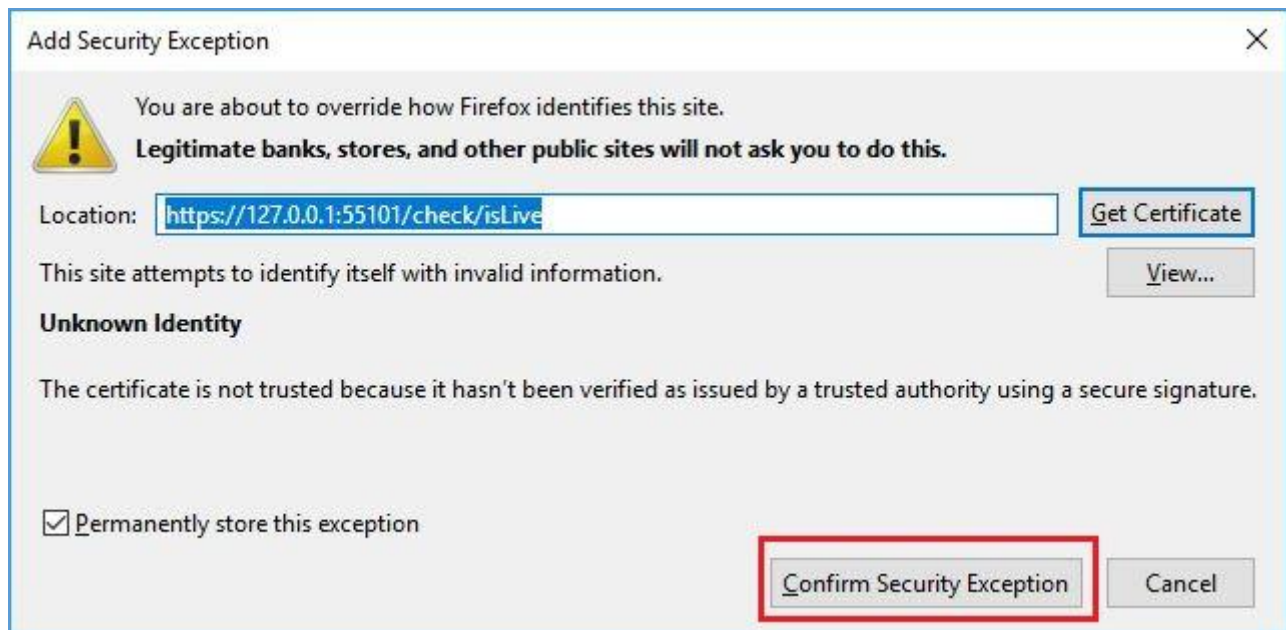 Add Security Exception
You are about to override how Firefox identifies this site.
Legitimate banks, stores, and other public sites will not ask you to do this.
Location: https://127.0.0.1:55101/check/isLive Get Certificate
This site attempts to identify itself with invalid information. View...
Unknown Identity
The certificate is not trusted because it hasn't been verified as issued by a trusted authority using a secure signature.
Permanently store this exception
Confirm Security Exception Cancel